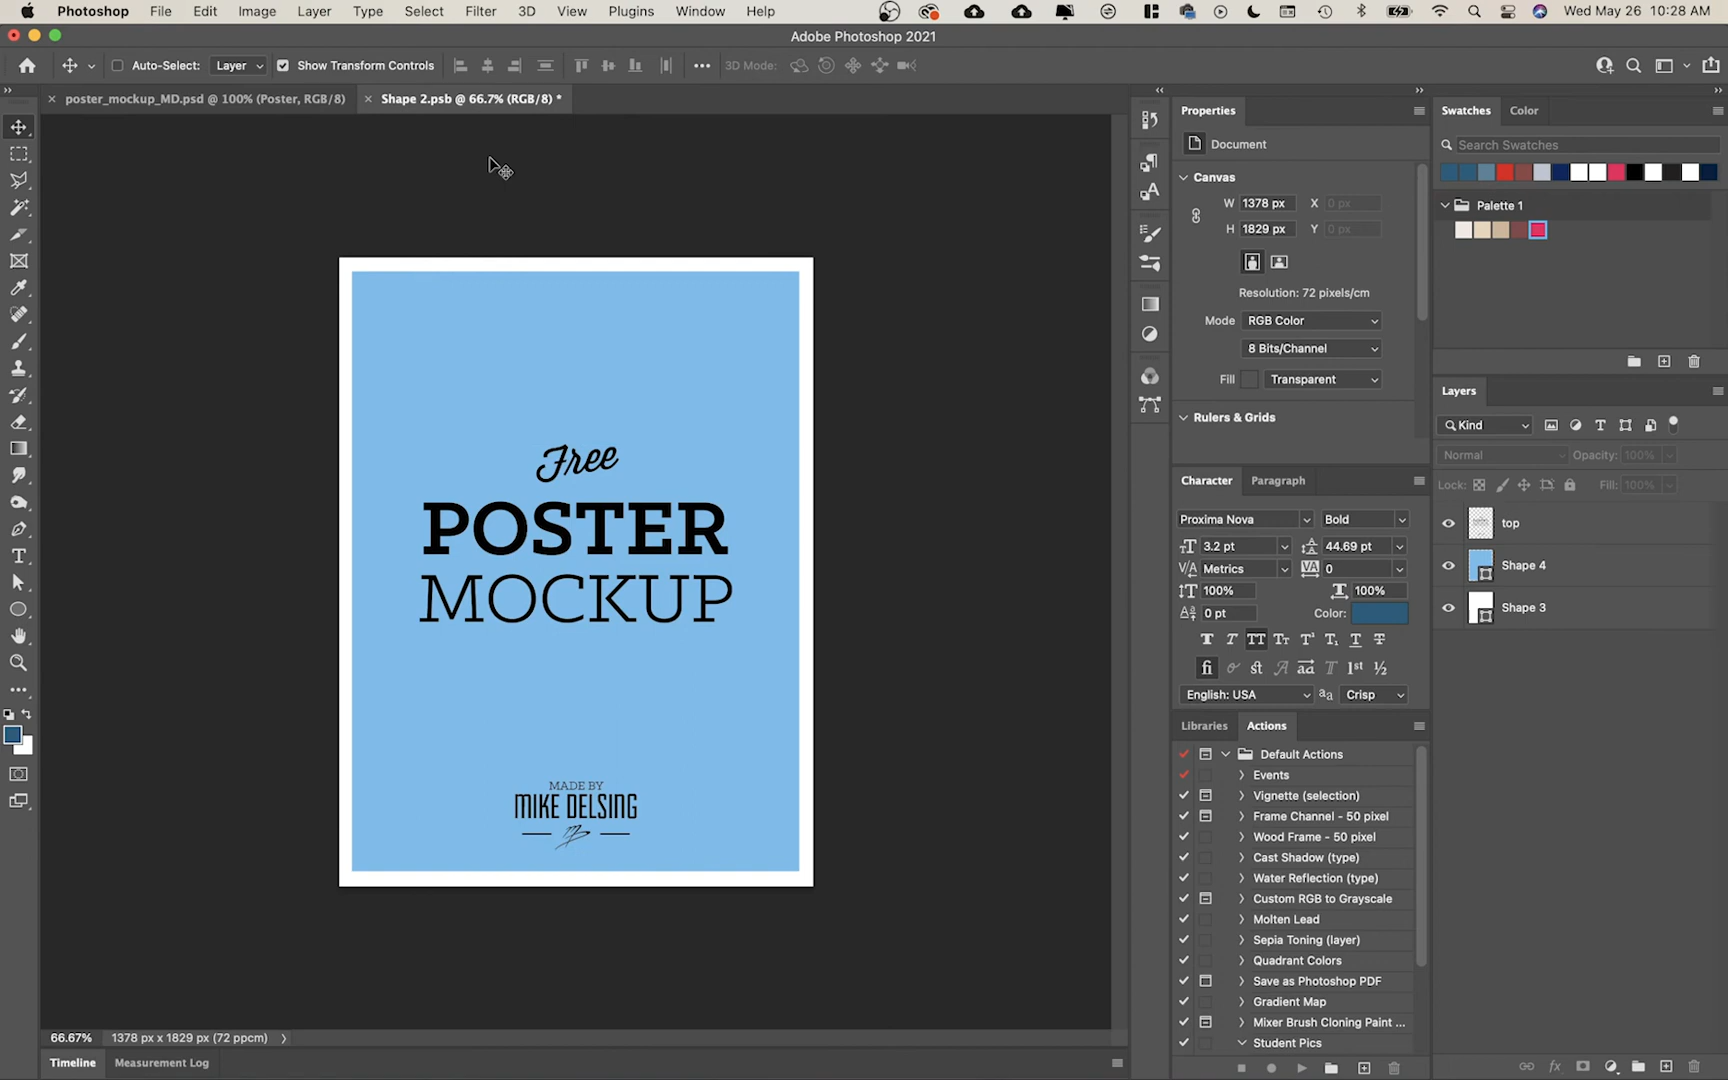 Photoshop File Edit Image Layer Type Select Filter 3D View Plugins Window Help Wed May 26 10:28 AM
Adobe Photoshop 2021
Auto-Select: Layer Show Transform Controls 3D Mode:
poster_mockup_MD.psd @ 100% (Poster, RGB/8) Shape 2.psb @ 66.7% (RGB/8) *
Properties
Document
Canvas
W 1378 px X 0 px
H 1829 px Y 0 px
Resolution: 72 pixels/cm
Mode RGB Color
8 Bits/Channel
Fill Transparent
Rulers & Grids
Swatches Color
Search Swatches
Palette 1
Free
POSTER
MOCKUP
MADE BY
MIKE DELSING
Character Paragraph
Proxima Nova Bold
3.2 pt 44.69 pt
Metrics 0
100% 100%
0 pt Color:
English: USA aa Crisp
Layers
Kind
Normal Opacity: 100%
Lock: Fill: 100%
top
Shape 4
Shape 3
Libraries Actions
Default Actions
Events
Vignette (selection)
Frame Channel - 50 pixel
Wood Frame - 50 pixel
Cast Shadow (type)
Water Reflection (type)
Custom RGB to Grayscale
Molten Lead
Sepia Toning (layer)
Quadrant Colors
Save as Photoshop PDF
Gradient Map
Mixer Brush Cloning Paint ...
Student Pics
66.67% 1378 px x 1829 px (72 ppcm)
Timeline Measurement Log